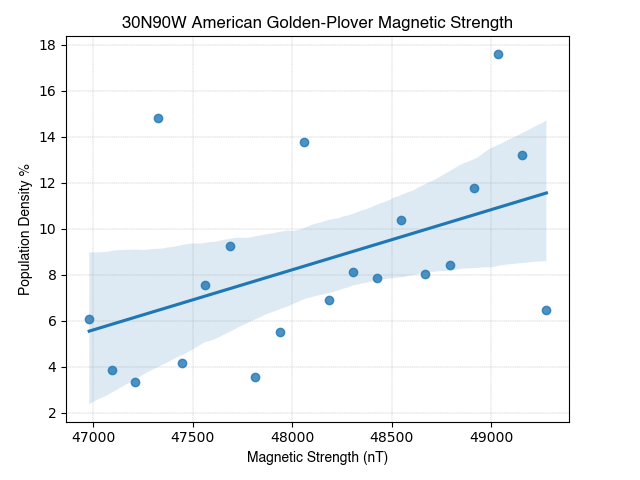 30N90W American Golden-Plover Magnetic Strength
18
16
14
12
10
8
6
4
2
Population Density %
47000 47500 48000 48500 49000
Magnetic Strength (nT)